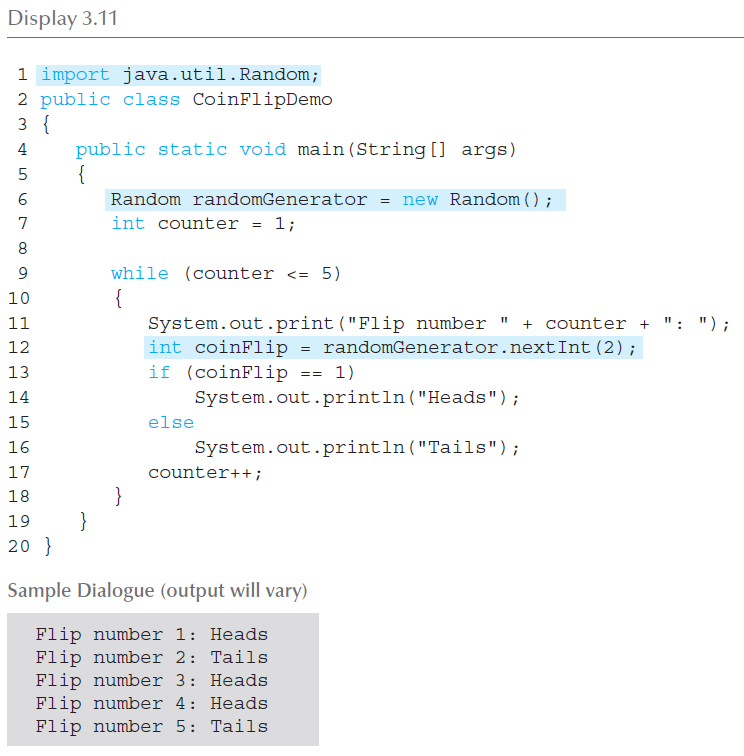 Display 3.11
1 import java.util.Random;
2 public class CoinFlipDemo
3 {
4    public static void main(String[] args)
5    {
6       Random randomGenerator = new Random();
7       int counter = 1;
8
9       while (counter <= 5)
10       {
11          System.out.print("Flip number " + counter + ": ");
12          int coinFlip = randomGenerator.nextInt(2);
13          if (coinFlip == 1)
14              System.out.println("Heads");
15          else
16              System.out.println("Tails");
17          counter++;
18       }
19    }
20 }
Sample Dialogue (output will vary)
Flip number 1: Heads
Flip number 2: Tails
Flip number 3: Heads
Flip number 4: Heads
Flip number 5: Tails